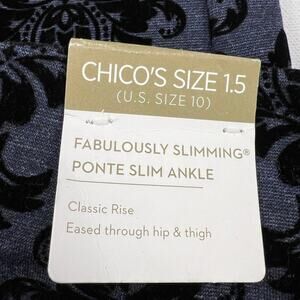 CHICO'S SIZE 1.5
(U.S. SIZE 10)
FABULOUSLY SLIMMING®
PONTE SLIM ANKLE
Classic Rise
Eased through hip & thigh